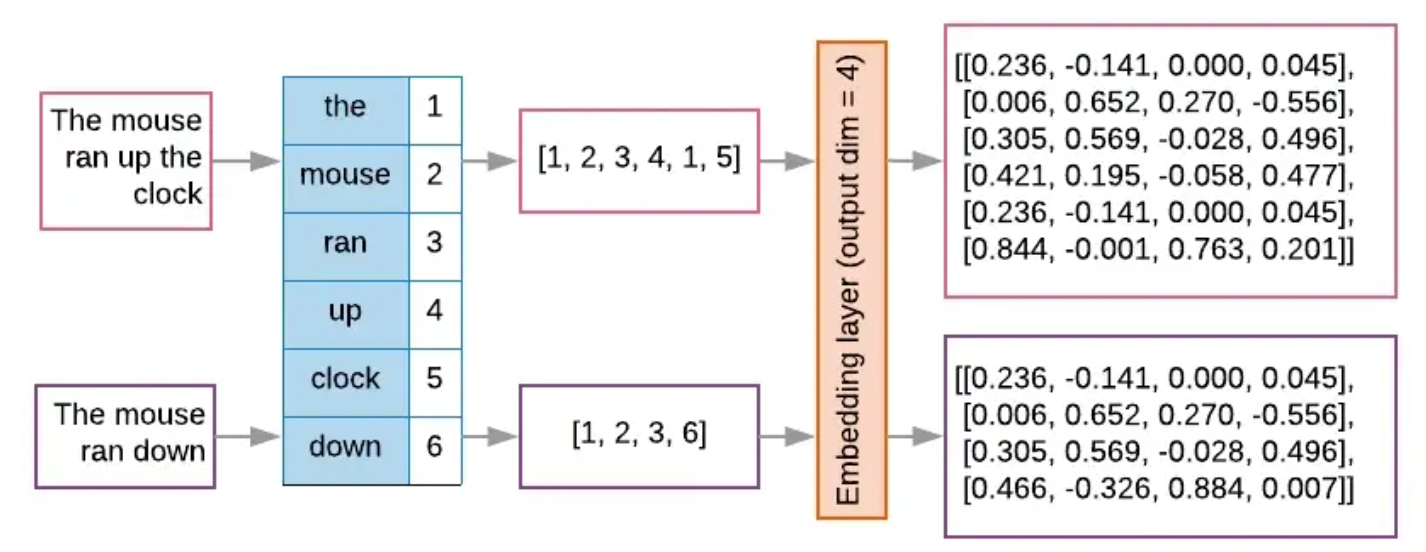 The mouse
ran up the
clock
the 1
mouse 2
ran 3
up 4
clock 5
down 6
[1, 2, 3, 4, 1, 5]
Embedding layer (output dim = 4)
[[0.236, -0.141, 0.000, 0.045],
[0.006, 0.652, 0.270, -0.556],
[0.305, 0.569, -0.028, 0.496],
[0.421, 0.195, -0.058, 0.477],
[0.236, -0.141, 0.000, 0.045],
[0.844, -0.001, 0.763, 0.201]]
The mouse
ran down
[1, 2, 3, 6]
[[0.236, -0.141, 0.000, 0.045],
[0.006, 0.652, 0.270, -0.556],
[0.305, 0.569, -0.028, 0.496],
[0.466, -0.326, 0.884, 0.007]]